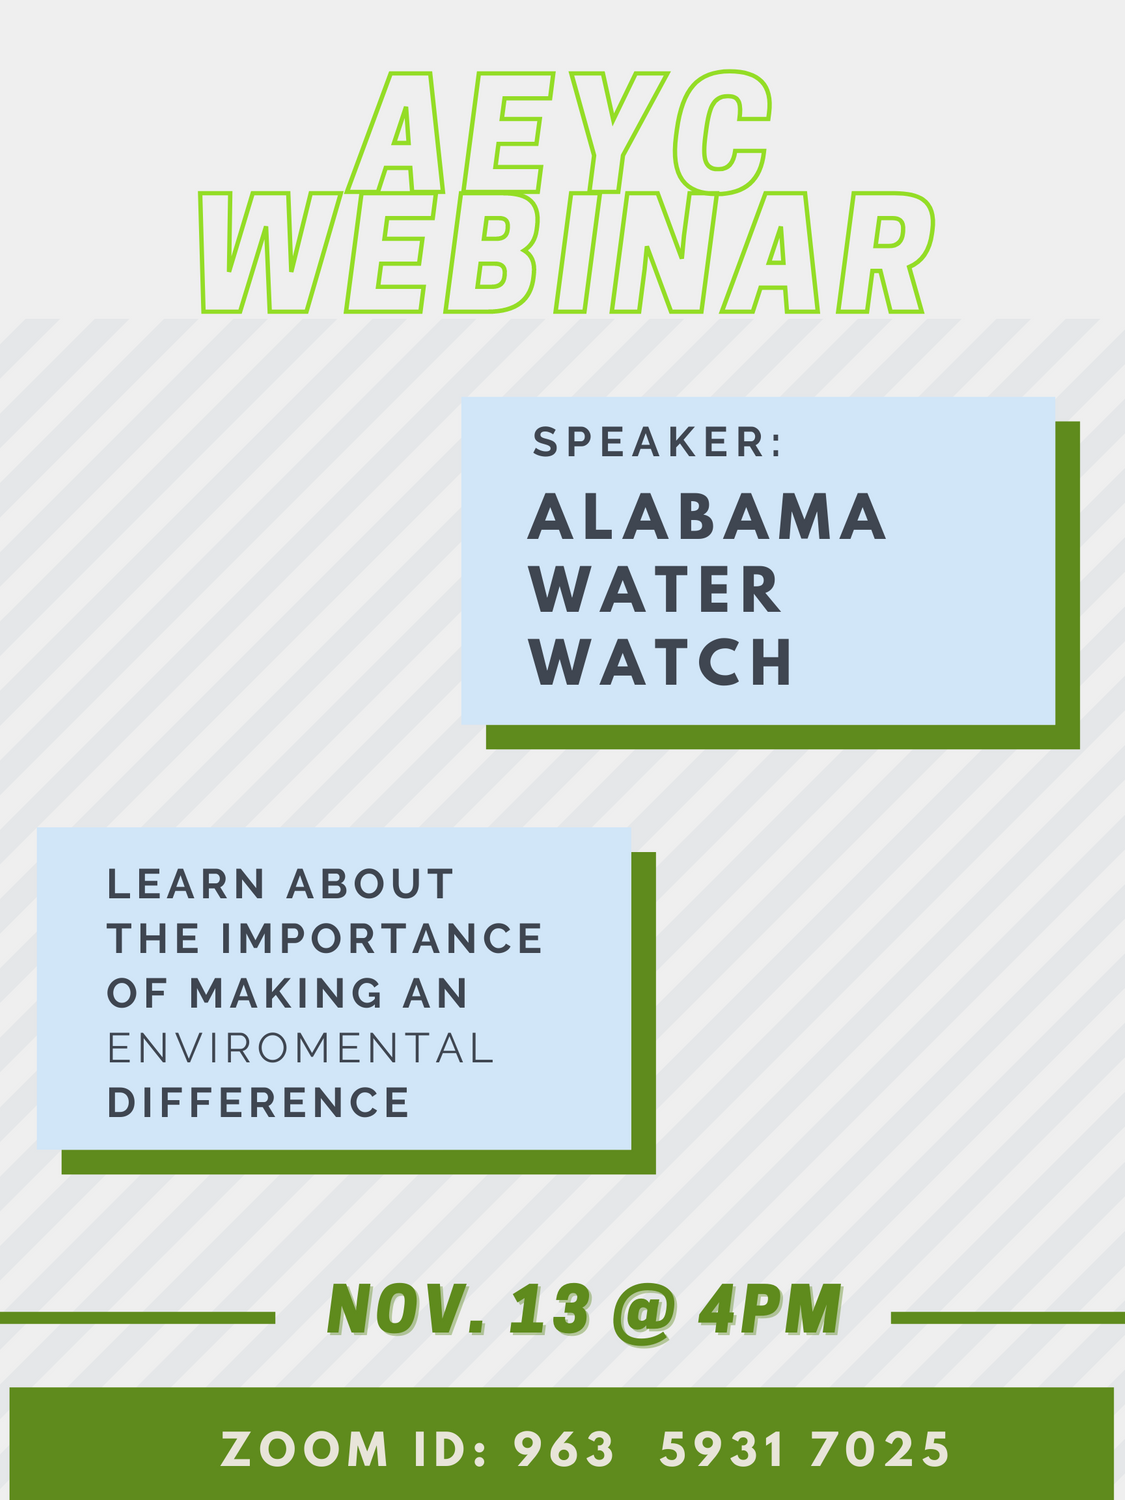 AEYC
WEBINAR
SPEAKER:
ALABAMA
WATER
WATCH
LEARN ABOUT
THE IMPORTANCE
OF MAKING AN
ENVIROMENTAL
DIFFERENCE
NOV. 13 @ 4PM
ZOOM ID: 963 5931 7025